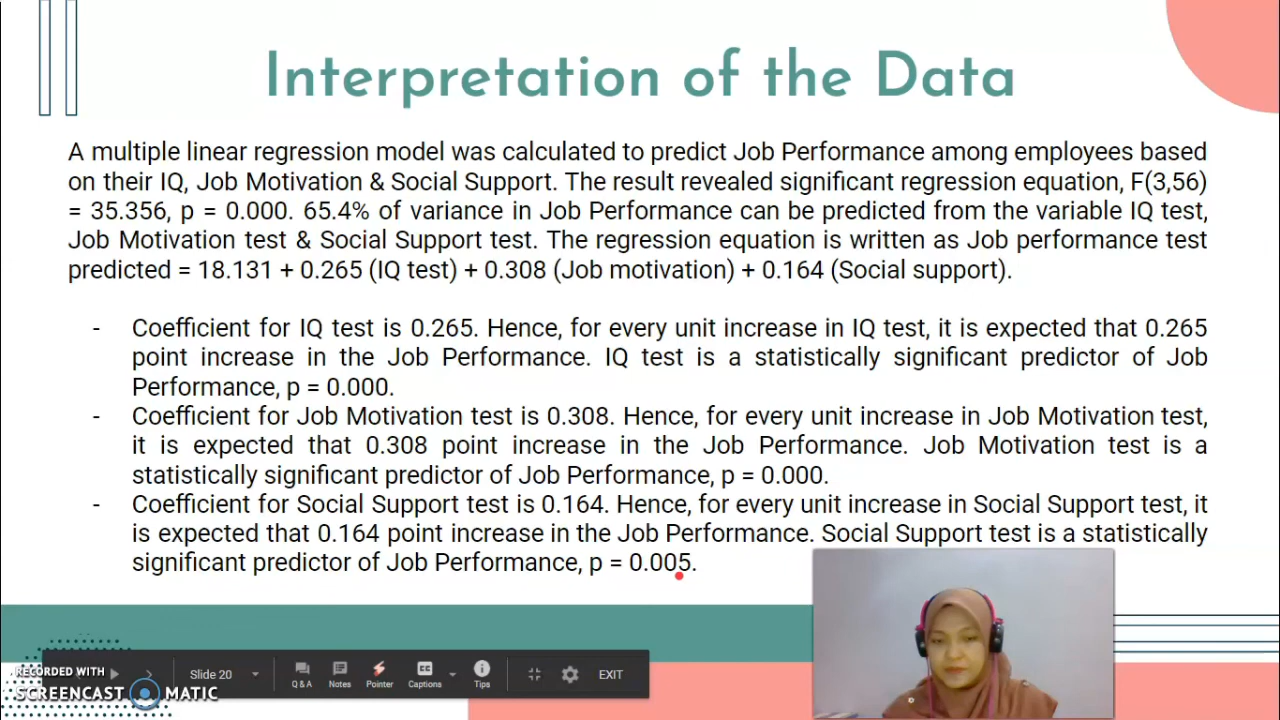 Interpretation of the Data
A multiple linear regression model was calculated to predict Job Performance among employees based
on their IQ, Job Motivation & Social Support. The result revealed significant regression equation, F(3,56)
= 35.356, p = 0.000. 65.4% of variance in Job Performance can be predicted from the variable IQ test,
Job Motivation test & Social Support test. The regression equation is written as Job performance test
predicted = 18.131 + 0.265 (IQ test) + 0.308 (Job motivation) + 0.164 (Social support).
- Coefficient for IQ test is 0.265. Hence, for every unit increase in IQ test, it is expected that 0.265
point increase in the Job Performance. IQ test is a statistically significant predictor of Job
Performance, p = 0.000.
- Coefficient for Job Motivation test is 0.308. Hence, for every unit increase in Job Motivation test,
it is expected that 0.308 point increase in the Job Performance. Job Motivation test is a
statistically significant predictor of Job Performance, p = 0.000.
- Coefficient for Social Support test is 0.164. Hence, for every unit increase in Social Support test, it
is expected that 0.164 point increase in the Job Performance. Social Support test is a statistically
significant predictor of Job Performance, p = 0.005.
RECORDED WITH
SCREENCAST MATIC
Slide 20
CC
Q & A Notes Pointer Captions Tips
EXIT